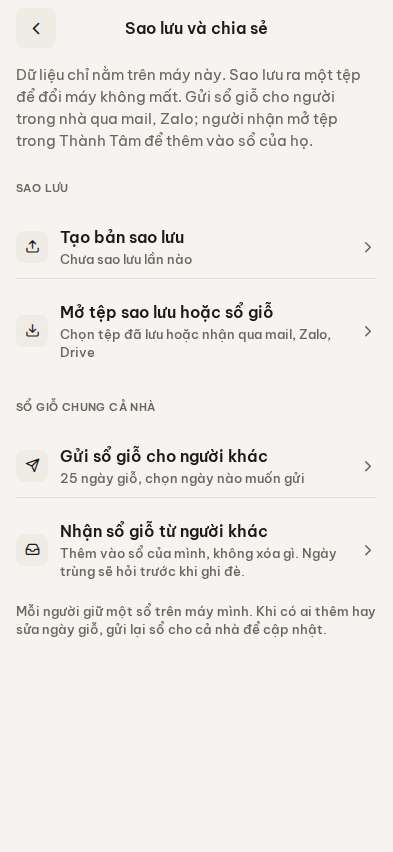 Sao lưu và chia sẻ
Dữ liệu chỉ nằm trên máy này. Sao lưu ra một tệp
để đổi máy không mất. Gửi sổ giỗ cho người
trong nhà qua mail, Zalo; người nhận mở tệp
trong Thành Tâm để thêm vào sổ của họ.
SAO LƯU
Tạo bản sao lưu
Chưa sao lưu lần nào
Mở tệp sao lưu hoặc sổ giỗ
Chọn tệp đã lưu hoặc nhận qua mail, Zalo,
Drive
SỔ GIỖ CHUNG CẢ NHÀ
Gửi sổ giỗ cho người khác
25 ngày giỗ, chọn ngày nào muốn gửi
Nhận sổ giỗ từ người khác
Thêm vào sổ của mình, không xóa gì. Ngày
trùng sẽ hỏi trước khi ghi đè.
Mỗi người giữ một sổ trên máy mình. Khi có ai thêm hay
sửa ngày giỗ, gửi lại sổ cho cả nhà để cập nhật.